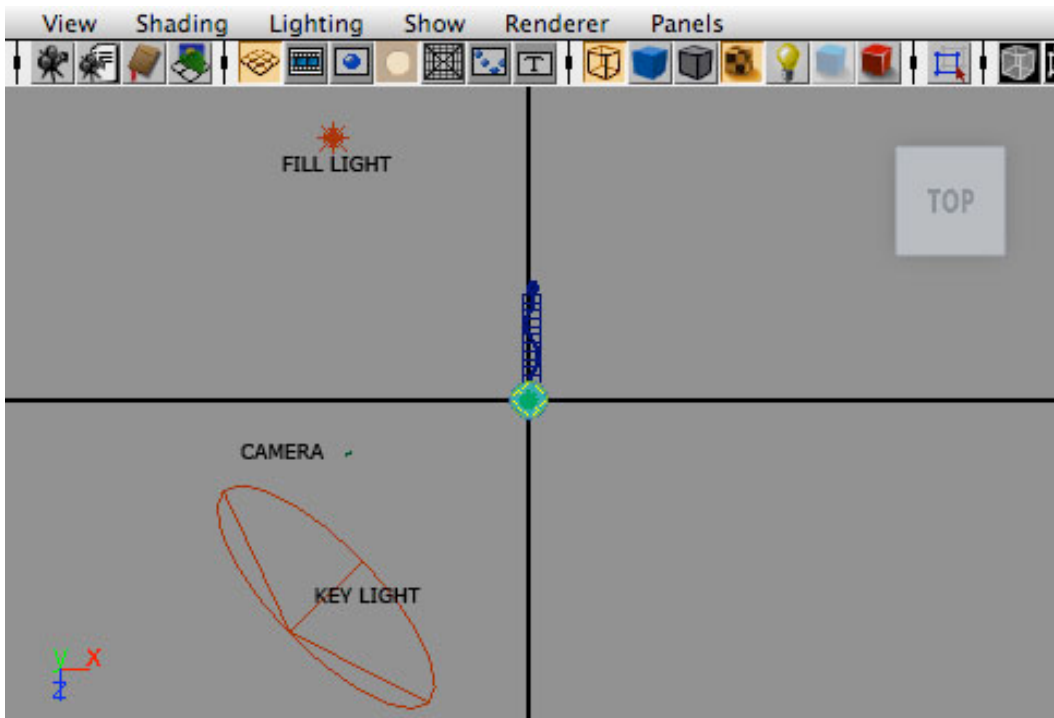 View Shading Lighting Show Renderer Panels
T
FILL LIGHT
TOP
CAMERA
KEY LIGHT
y x
z